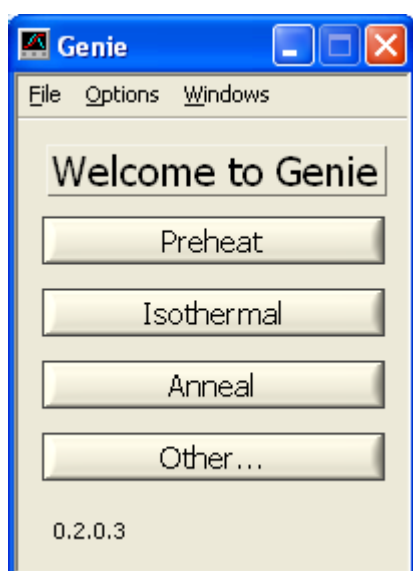 Genie
File Options Windows
Welcome to Genie
Preheat
Isothermal
Anneal
Other...
0.2.0.3